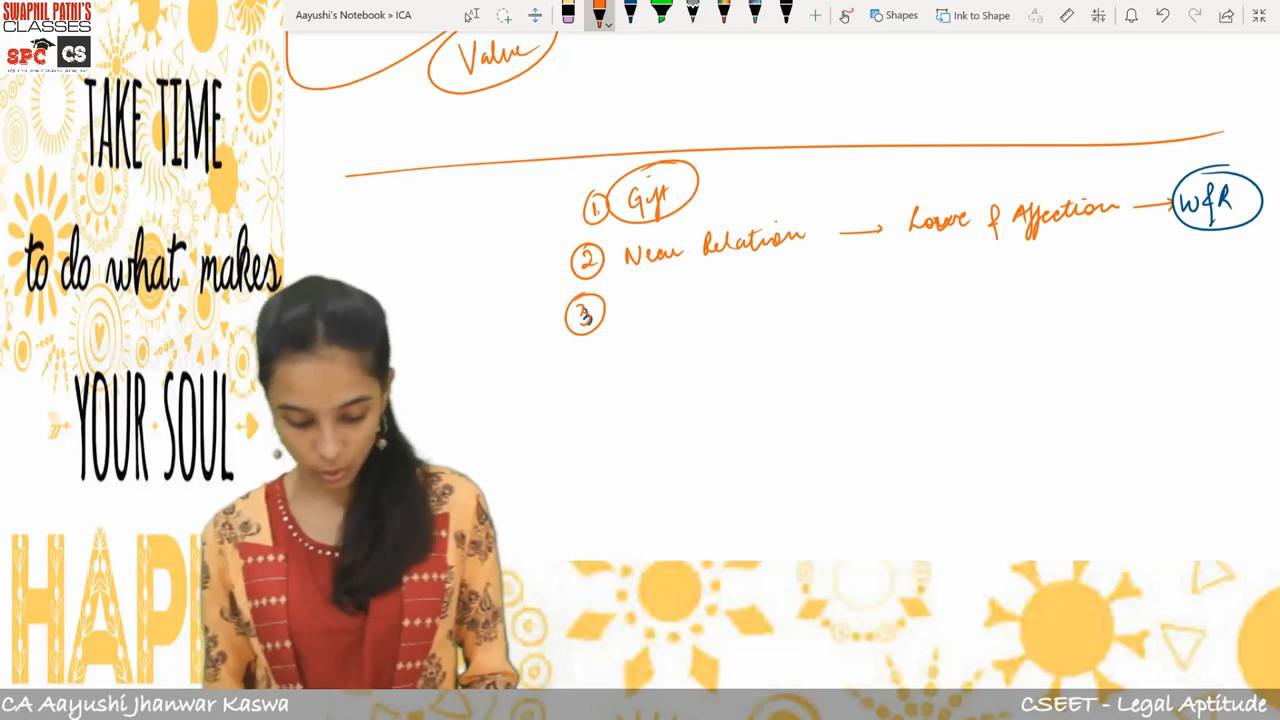 SWAPNIL PATNI'S
CLASSES
SPC CS
Aayushi's Notebook » ICA
Shapes
Ink to Shape
Value
TAKE TIME
to do what makes
YOUR SOUL
HAPP
1. Gift
2 Near Relation → Love & Affection → W & R
3
CA Aayushi Jhanwar Kaswa
CSEET - Legal Aptitude